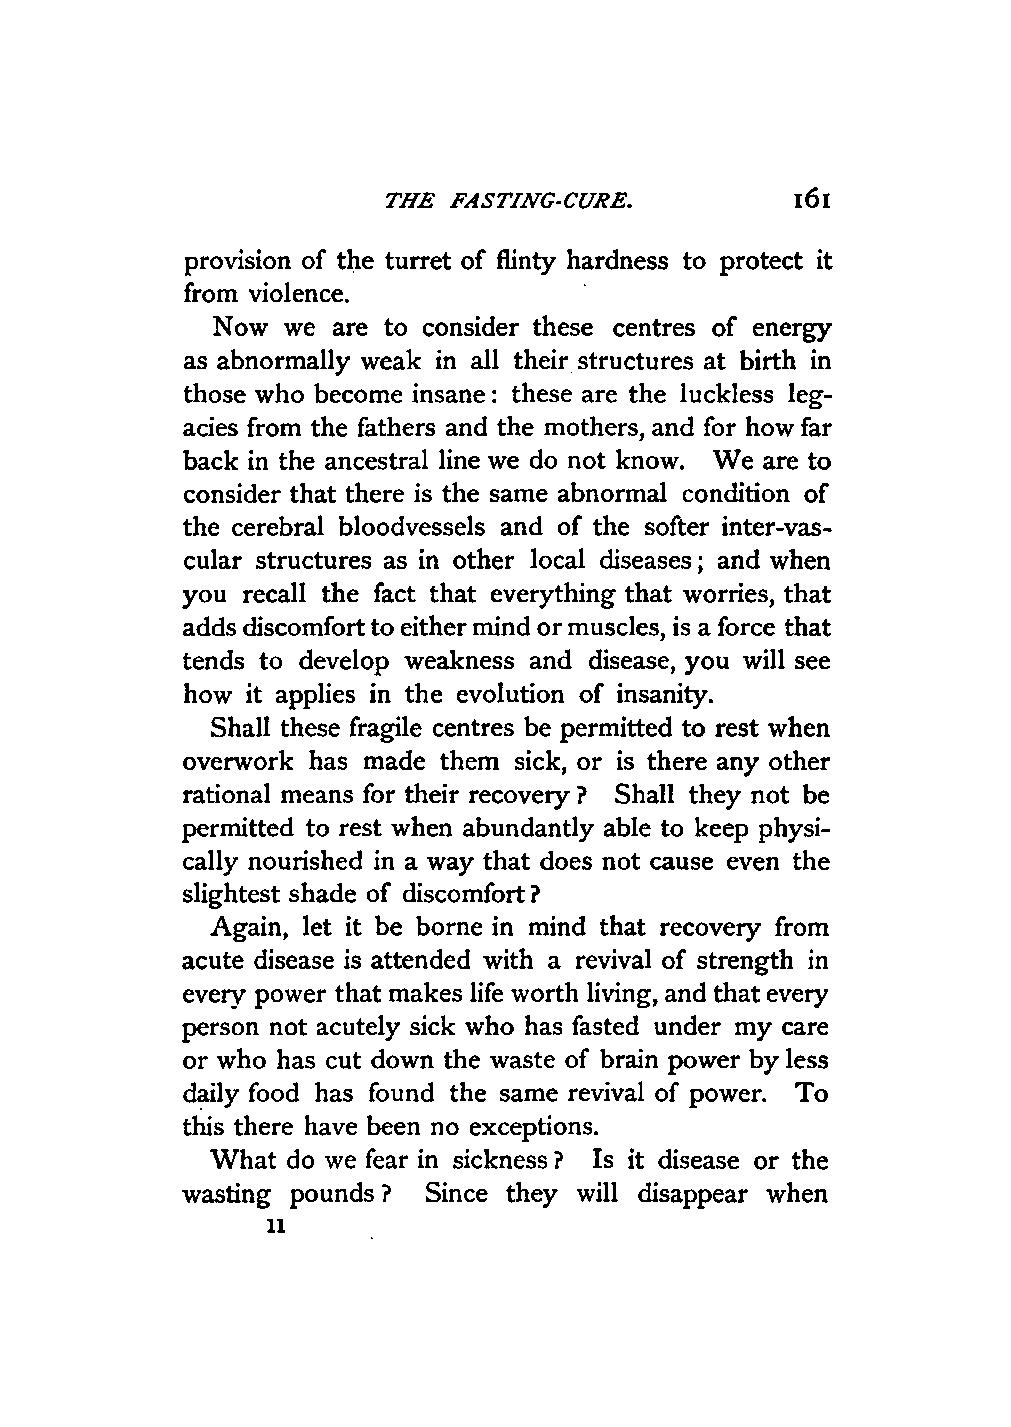 THE FASTING-CURE. 161
provision of the turret of flinty hardness to protect it
from violence.
Now we are to consider these centres of energy
as abnormally weak in all their structures at birth in
those who become insane: these are the luckless leg-
acies from the fathers and the mothers, and for how far
back in the ancestral line we do not know. We are to
consider that there is the same abnormal condition of
the cerebral bloodvessels and of the softer inter-vas-
cular structures as in other local diseases; and when
you recall the fact that everything that worries, that
adds discomfort to either mind or muscles, is a force that
tends to develop weakness and disease, you will see
how it applies in the evolution of insanity.
Shall these fragile centres be permitted to rest when
overwork has made them sick, or is there any other
rational means for their recovery? Shall they not be
permitted to rest when abundantly able to keep physi-
cally nourished in a way that does not cause even the
slightest shade of discomfort?
Again, let it be borne in mind that recovery from
acute disease is attended with a revival of strength in
every power that makes life worth living, and that every
person not acutely sick who has fasted under my care
or who has cut down the waste of brain power by less
daily food has found the same revival of power. To
this there have been no exceptions.
What do we fear in sickness? Is it disease or the
wasting pounds? Since they will disappear when
11